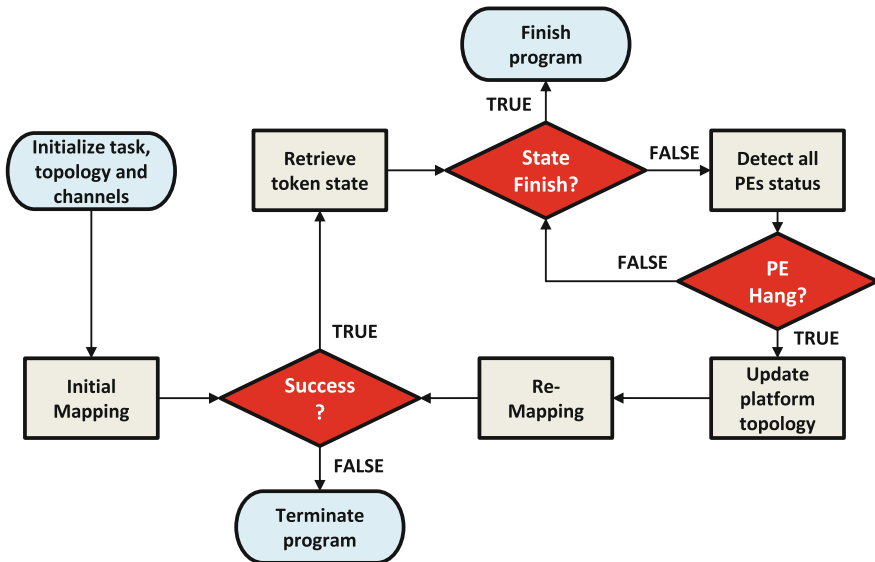 Finish
program
TRUE
Initialize task,
topology and
channels
Retrieve
token state
State
Finish?
FALSE
Detect all
PEs status
FALSE
PE
Hang?
TRUE
TRUE
Initial
Mapping
Success
?
Re-
Mapping
Update
platform
topology
FALSE
Terminate
program